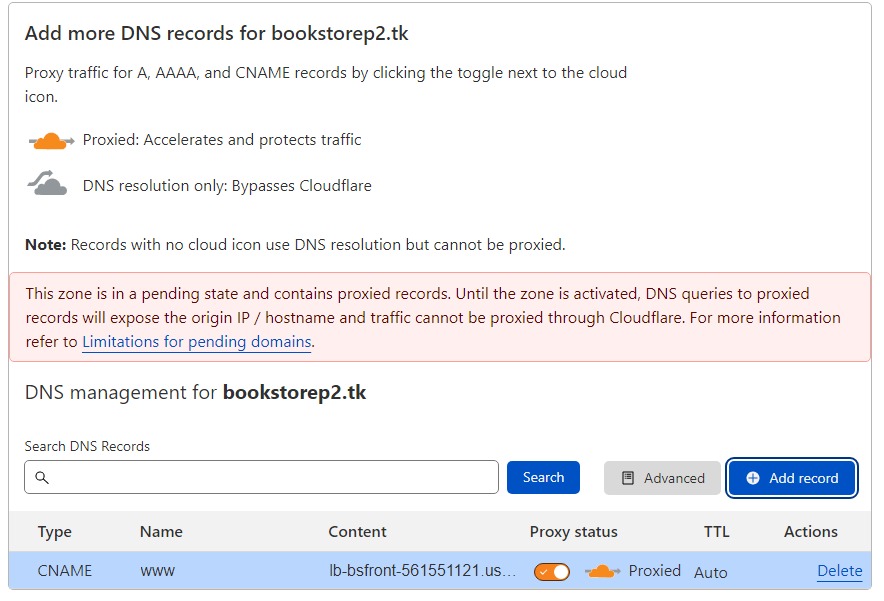 Add more DNS records for bookstorep2.tk
Proxy traffic for A, AAAA, and CNAME records by clicking the toggle next to the cloud
icon.
Proxied: Accelerates and protects traffic
DNS resolution only: Bypasses Cloudflare
Note: Records with no cloud icon use DNS resolution but cannot be proxied.
This zone is in a pending state and contains proxied records. Until the zone is activated, DNS queries to proxied
records will expose the origin IP / hostname and traffic cannot be proxied through Cloudflare. For more information
refer to Limitations for pending domains.
DNS management for bookstorep2.tk
Search DNS Records
Search Advanced Add record
Type Name Content Proxy status TTL Actions
CNAME www lb-bsfront-561551121.us... Proxied Auto Delete